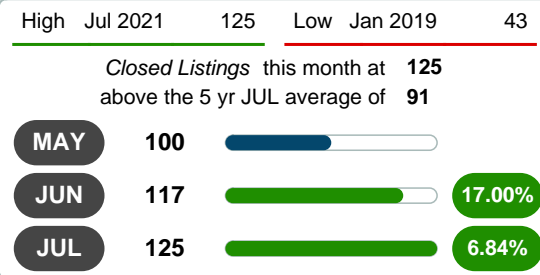 High Jul 2021 125 Low Jan 2019 43
Closed Listings this month at 125
above the 5 yr JUL average of 91
MAY 100
JUN 117 17.00%
JUL 125 6.84%